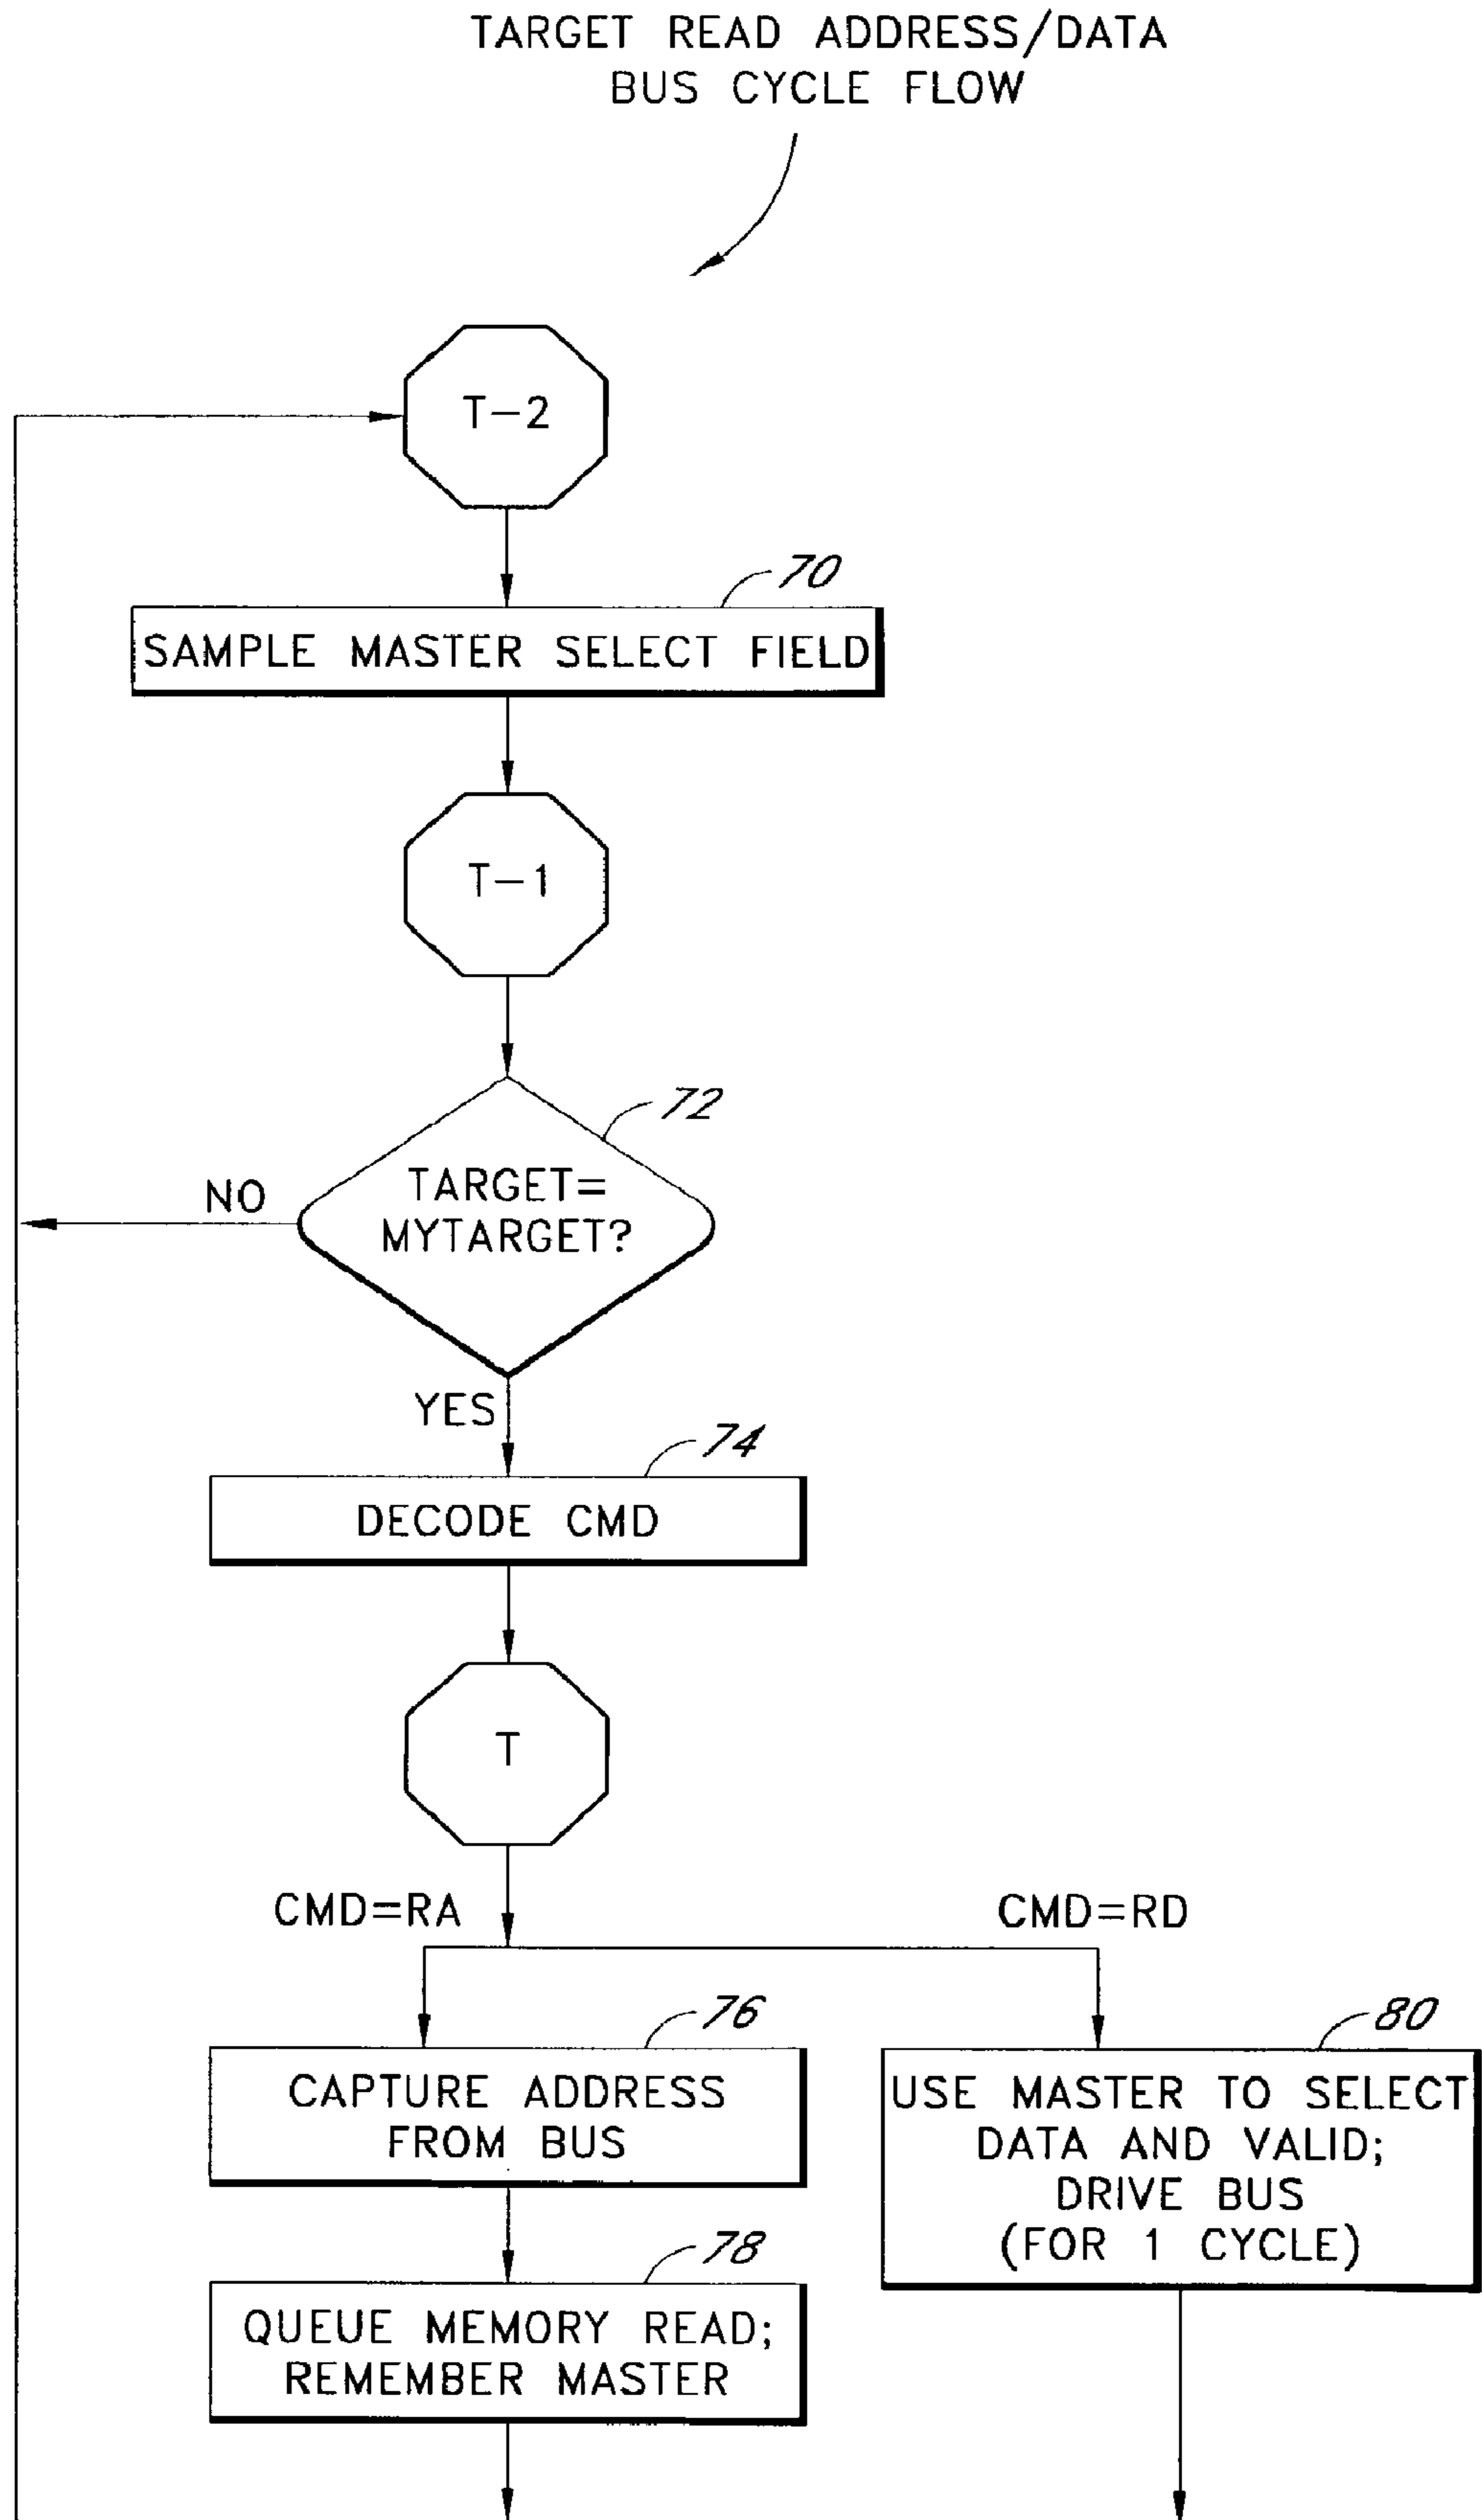 TARGET READ ADDRESS/DATA
BUS CYCLE FLOW
T-2
70
SAMPLE MASTER SELECT FIELD
T-1
72
TARGET=
MYTARGET?
NO
YES
74
DECODE CMD
T
CMD=RA
CMD=RD
76
CAPTURE ADDRESS
FROM BUS
80
USE MASTER TO SELECT
DATA AND VALID;
DRIVE BUS
(FOR 1 CYCLE)
78
QUEUE MEMORY READ;
REMEMBER MASTER